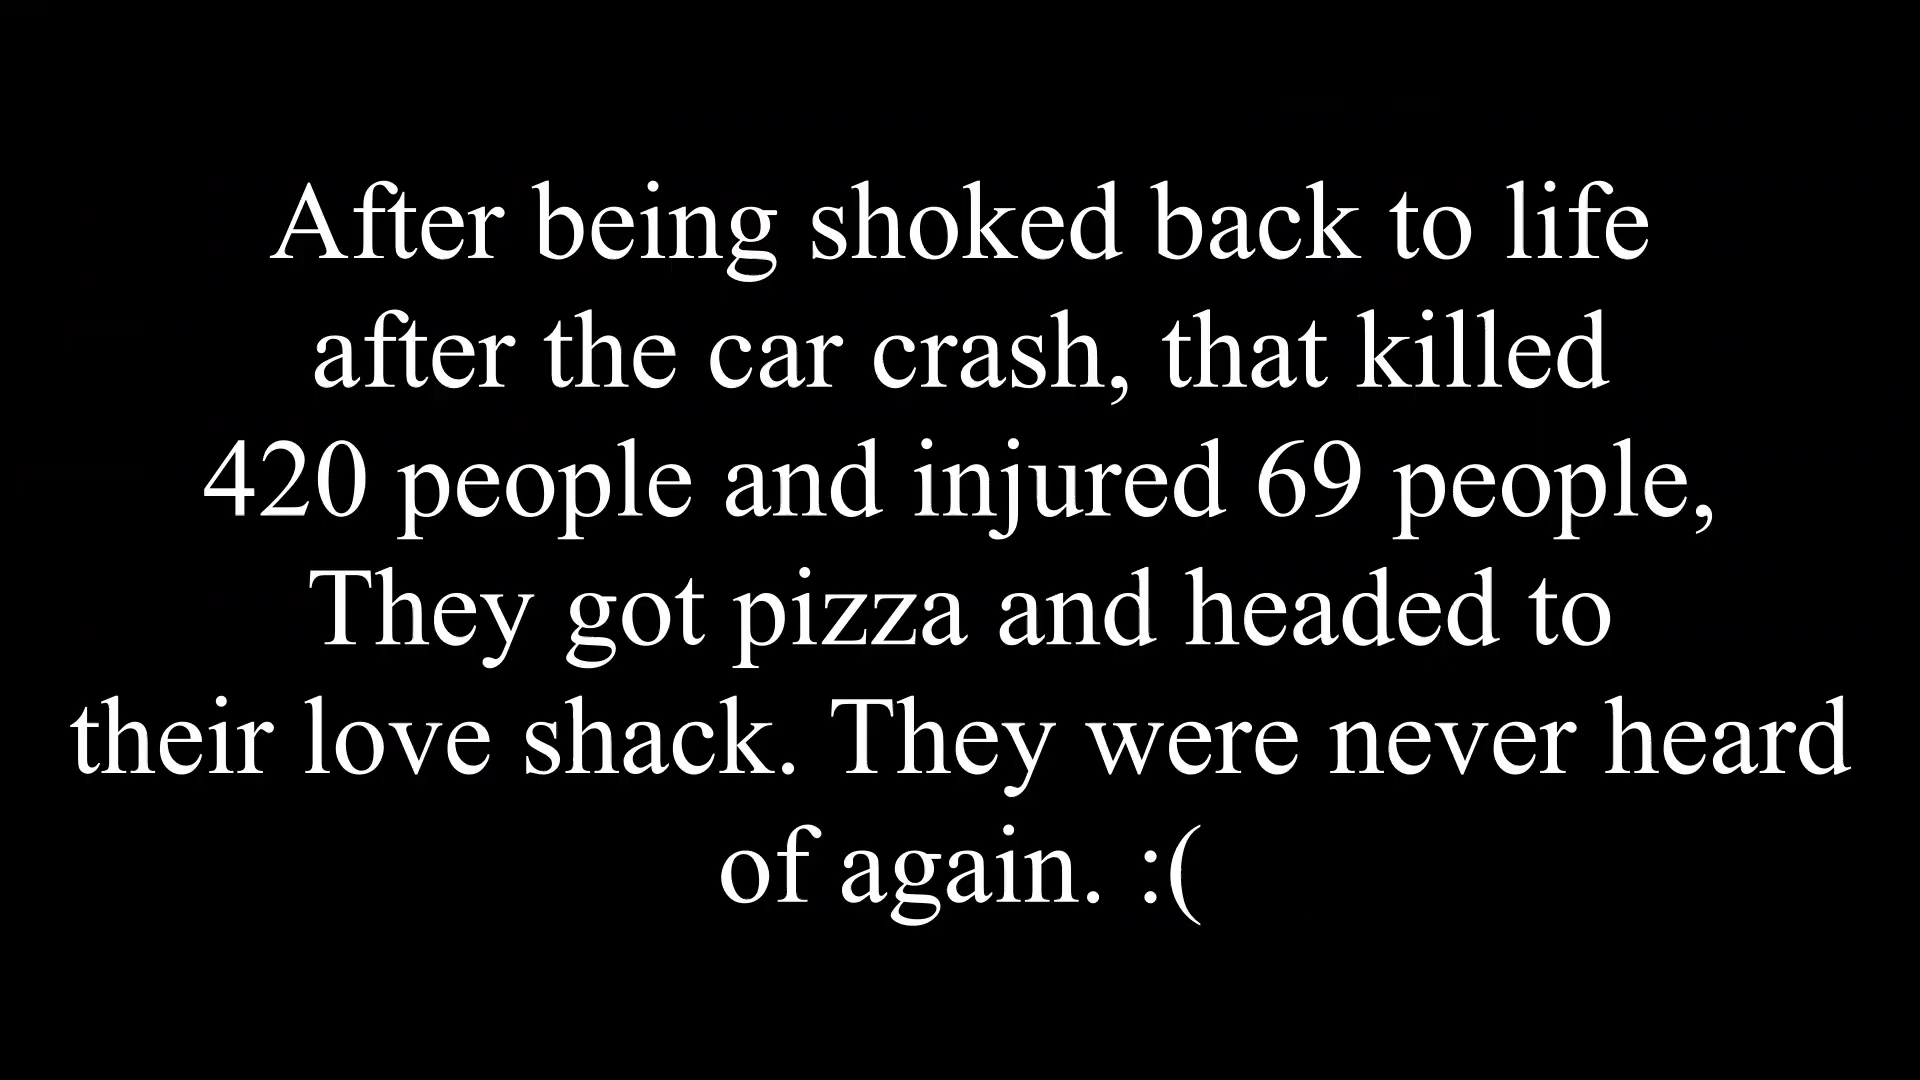 After being shoked back to life
after the car crash, that killed
420 people and injured 69 people,
They got pizza and headed to
their love shack. They were never heard
of again. :(